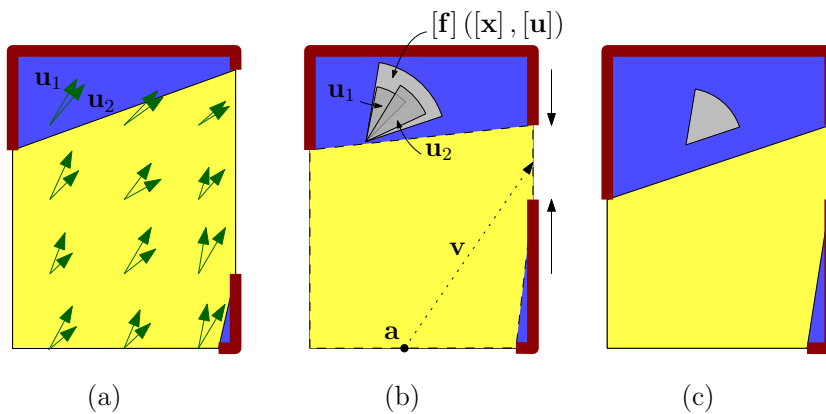 [f] ([x] , [u])
u₁
u₂
u₁
u₂
v
a
(a)
(b)
(c)